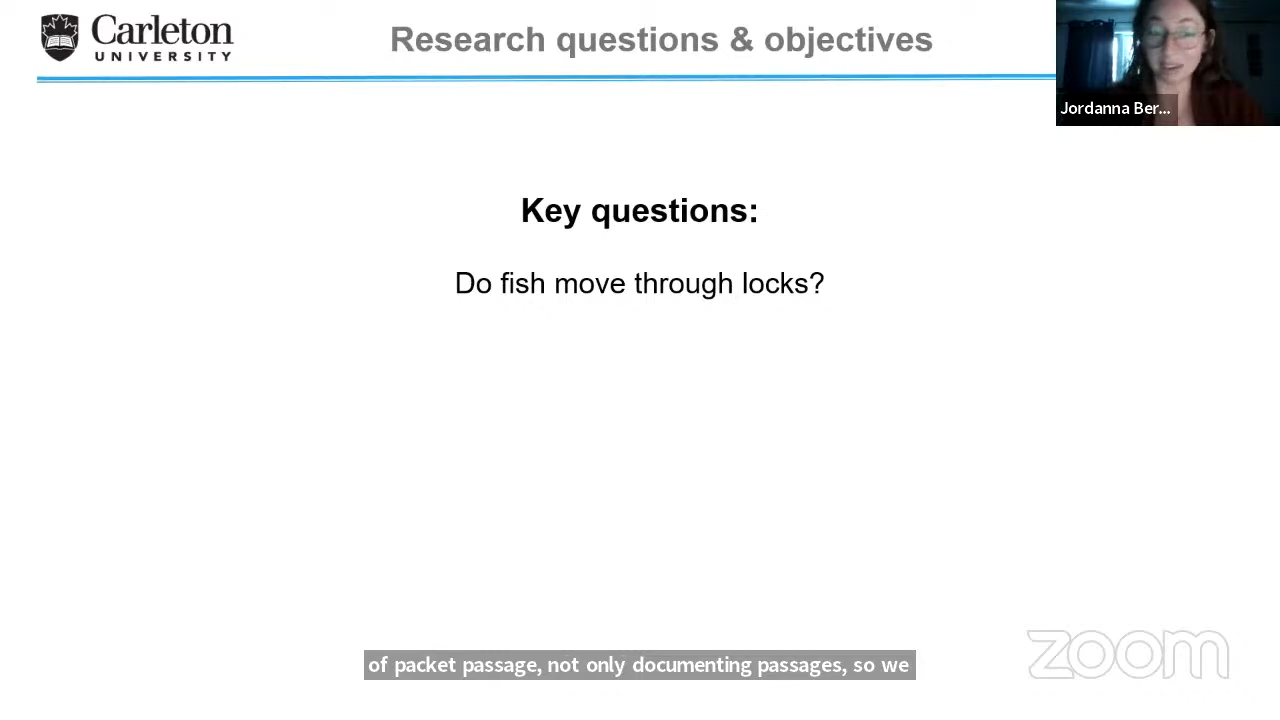 Carleton
UNIVERSITY
Research questions & objectives
Jordanna Ber...
Key questions:
Do fish move through locks?
of packet passage, not only documenting passages, so we
zoom